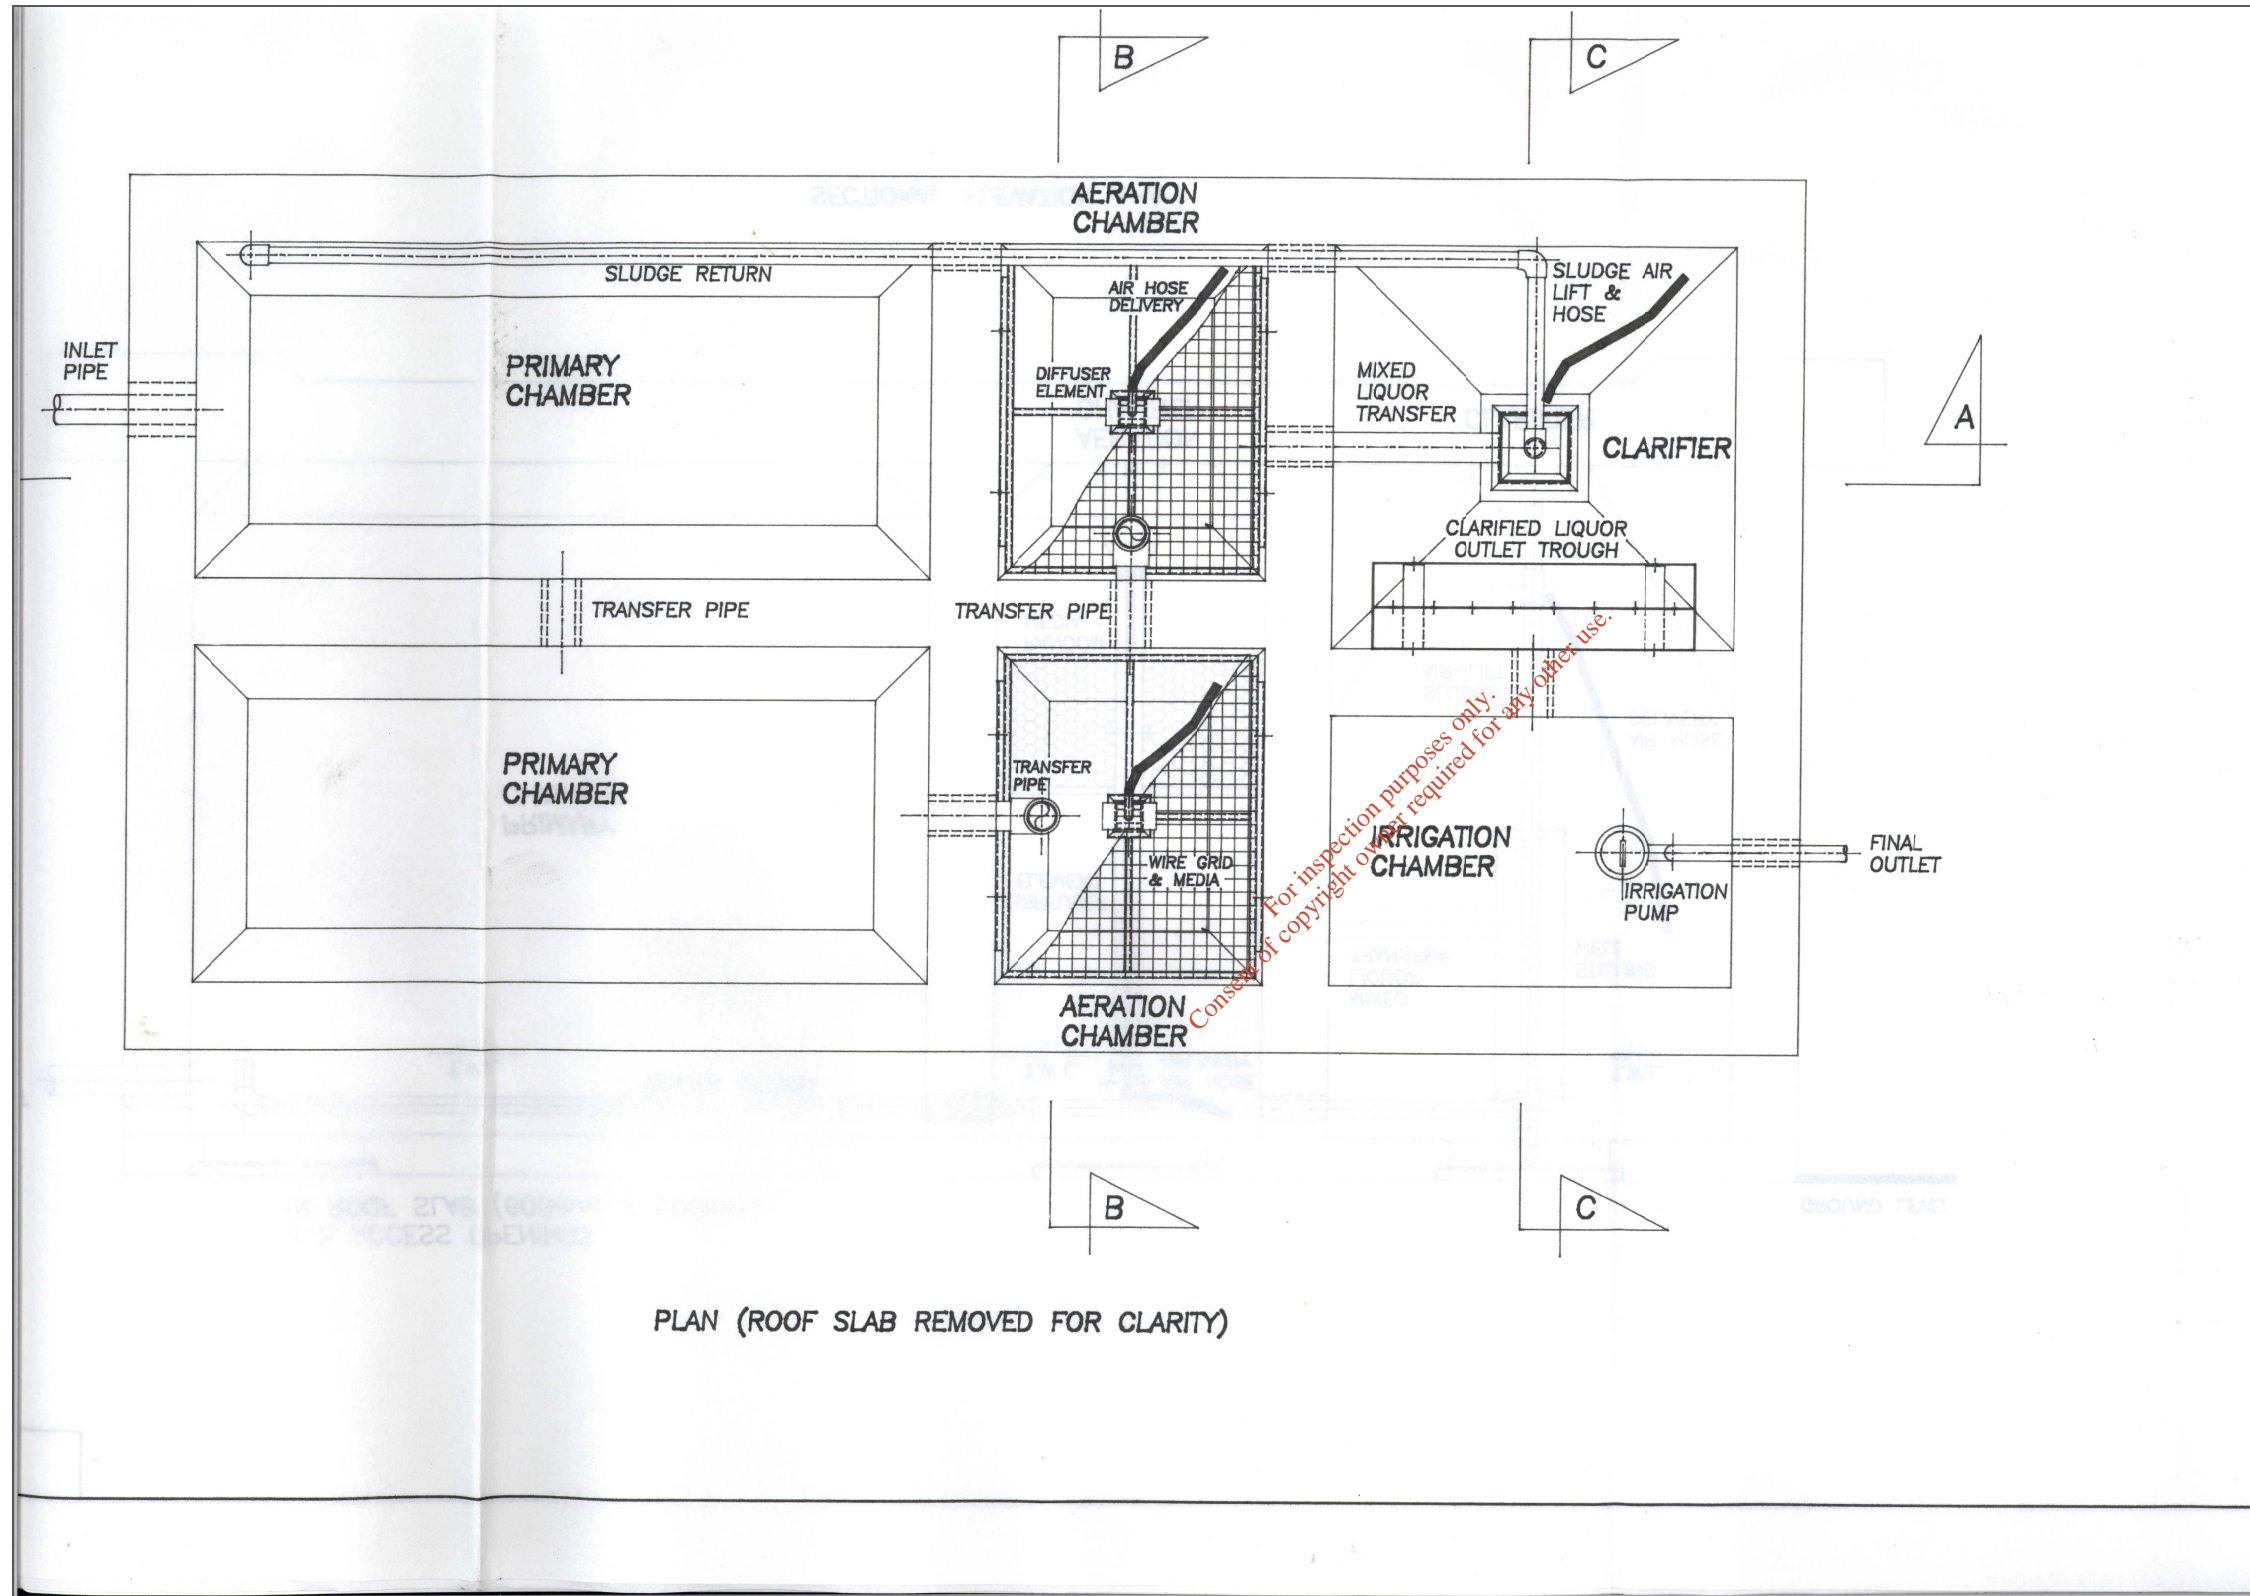 B
C
AERATION
CHAMBER
SLUDGE RETURN
AIR HOSE
DELIVERY
SLUDGE AIR
LIFT &
HOSE
INLET
PIPE
PRIMARY
CHAMBER
DIFFUSER
ELEMENT
MIXED
LIQUOR
TRANSFER
CLARIFIER
A
CLARIFIED LIQUOR
OUTLET TROUGH
TRANSFER PIPE
TRANSFER PIPE
PRIMARY
CHAMBER
TRANSFER
PIPE
WIRE GRID
& MEDIA
IRRIGATION
CHAMBER
IRRIGATION
PUMP
FINAL
OUTLET
AERATION
CHAMBER
For inspection purposes only.
Consent of copyright owner required for any other use.
B
C
PLAN (ROOF SLAB REMOVED FOR CLARITY)